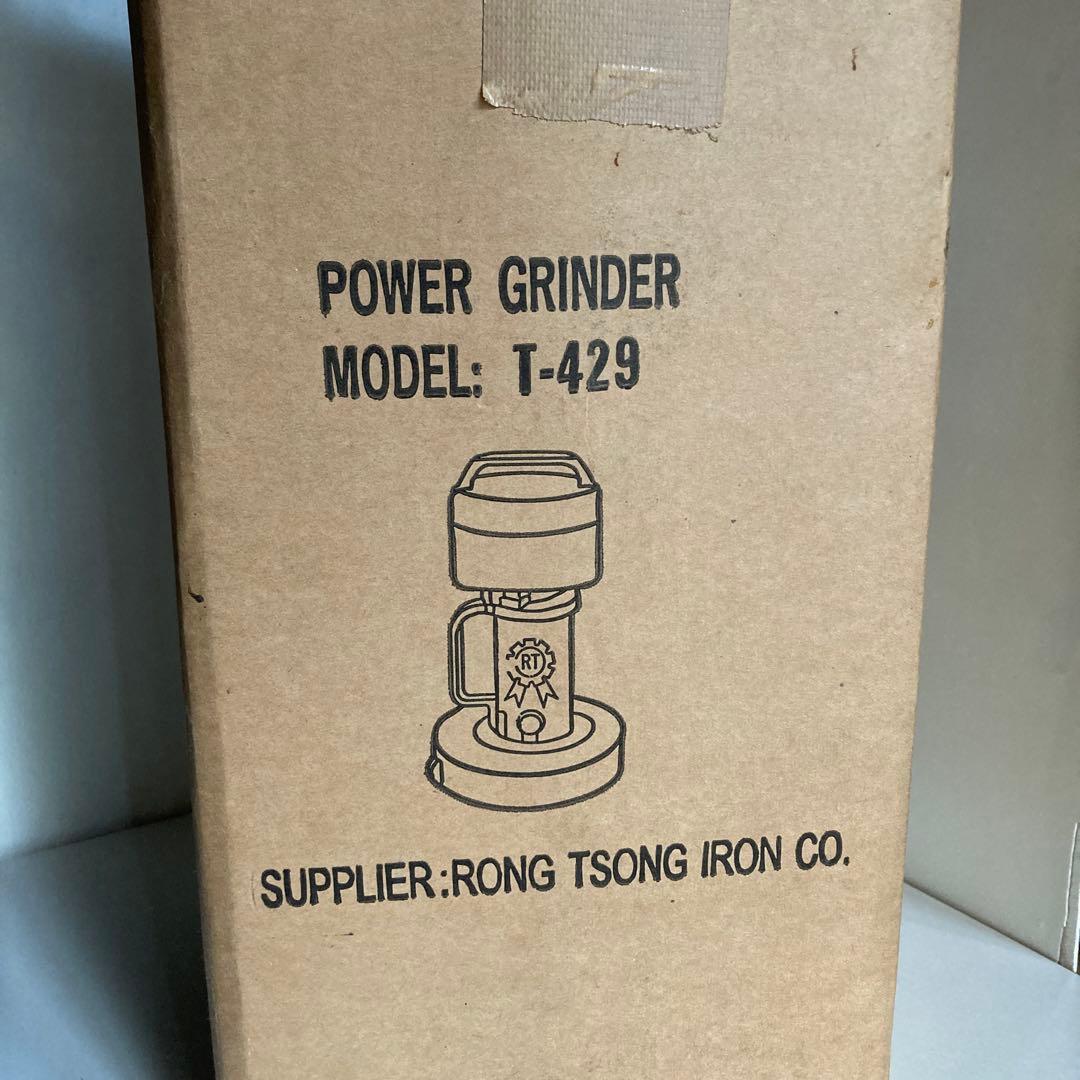 POWER GRINDER
MODEL: T-429
RT
SUPPLIER:RONG TSONG IRON CO.